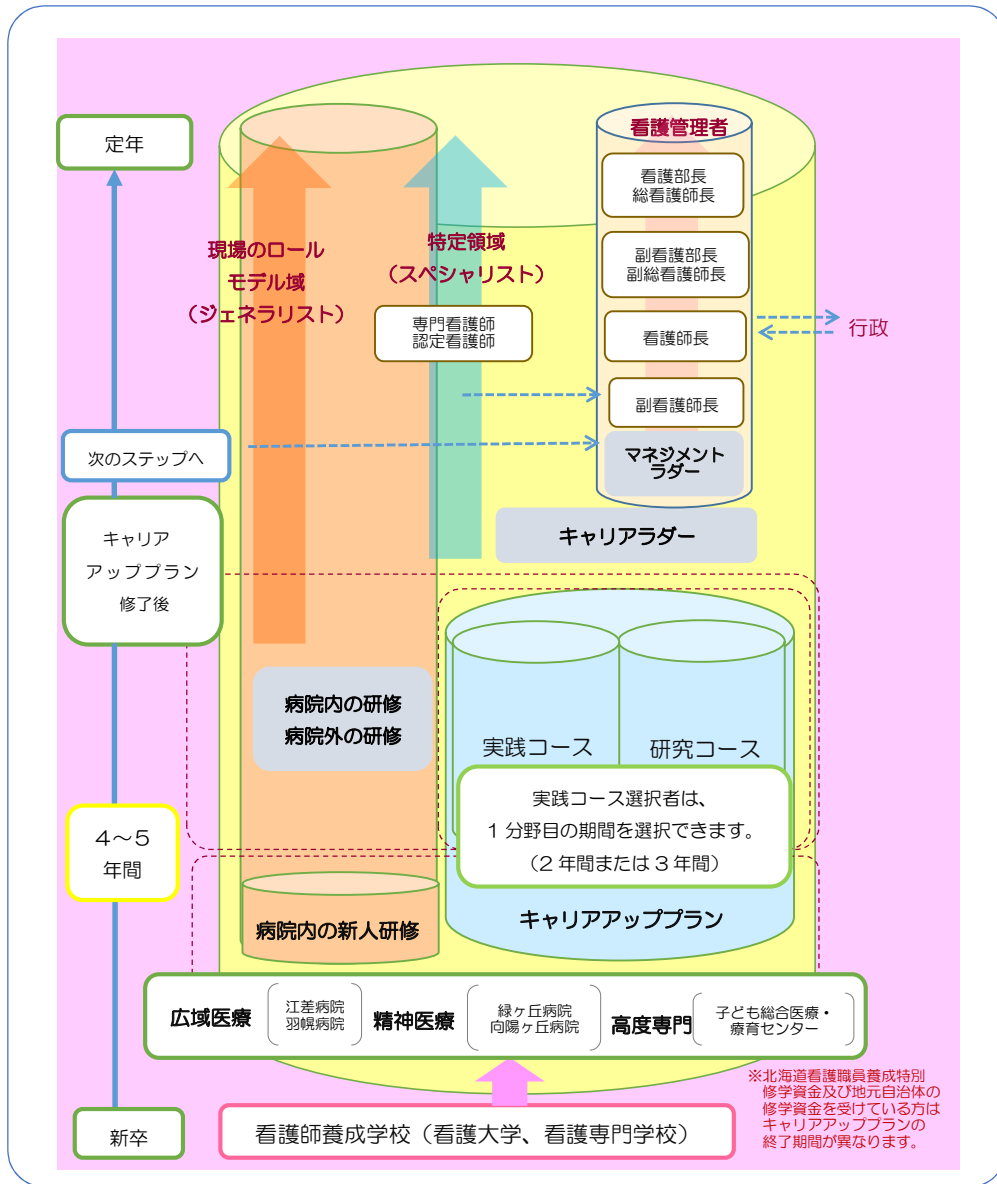 定年
看護管理者
看護部長
総看護師長
現場のロール
モデル域
（ジェネラリスト）
特定領域
（スペシャリスト）
副看護部長
副総看護師長
専門看護師
認定看護師
看護師長
行政
副看護師長
次のステップへ
マネジメント
ラダー
キャリア
アッププラン
修了後
キャリアラダー
病院内の研修
病院外の研修
実践コース
研究コース
実践コース選択者は、
1分野目の期間を選択できます。
（2年間または3年間）
4～5
年間
病院内の新人研修
キャリアアッププラン
広域医療
江差病院
羽幌病院
精神医療
緑ヶ丘病院
向陽ヶ丘病院
高度専門
子ども総合医療・
療育センター
新卒
看護師養成学校（看護大学、看護専門学校）
※北海道看護職員養成特別
修学資金及び地元自治体の
修学資金を受けている方は
キャリアアッププランの
終了期間が異なります。